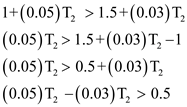 1+(0.05)T₂ >1.5+(0.03)T₂
(0.05)T₂ >1.5+(0.03)T₂ −1
(0.05)T₂ >0.5+(0.03)T₂
(0.05)T₂ −(0.03)T₂ >0.5